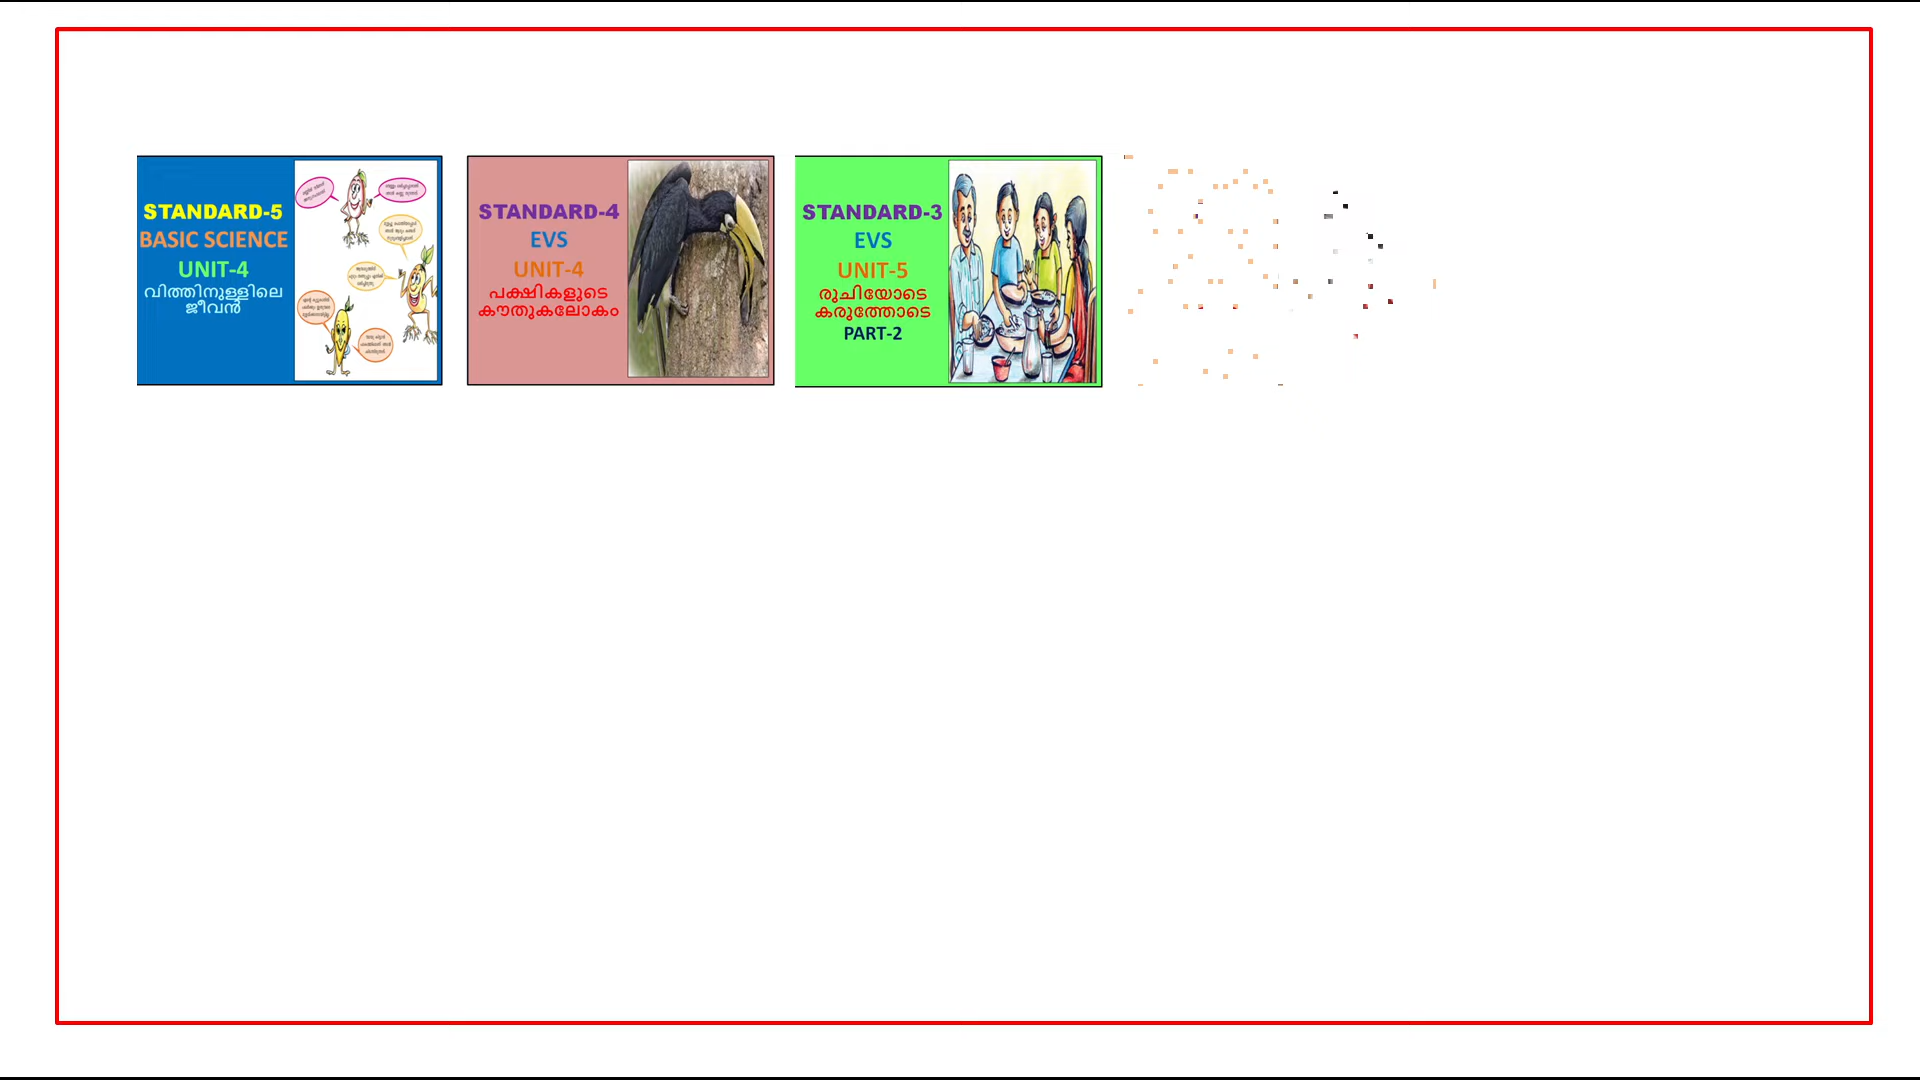 STANDARD-5
BASIC SCIENCE
UNIT-4
വിത്തിനുള്ളിലെ
ജീവൻ
STANDARD-4
EVS
UNIT-4
പക്ഷികളുടെ
കൗതുകലോകം
STANDARD-3
EVS
UNIT-5
രുചിയോടെ
കരുത്തോടെ
PART-2